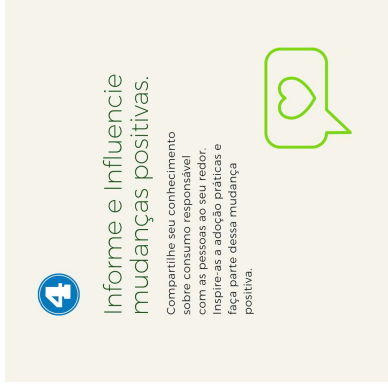 4
Informe e Influencie
mudanças positivas.
Compartilhe seu conhecimento
sobre consumo responsável
com as pessoas ao seu redor.
Inspire-as a adoção práticas e
faça parte dessa mudança
positiva.